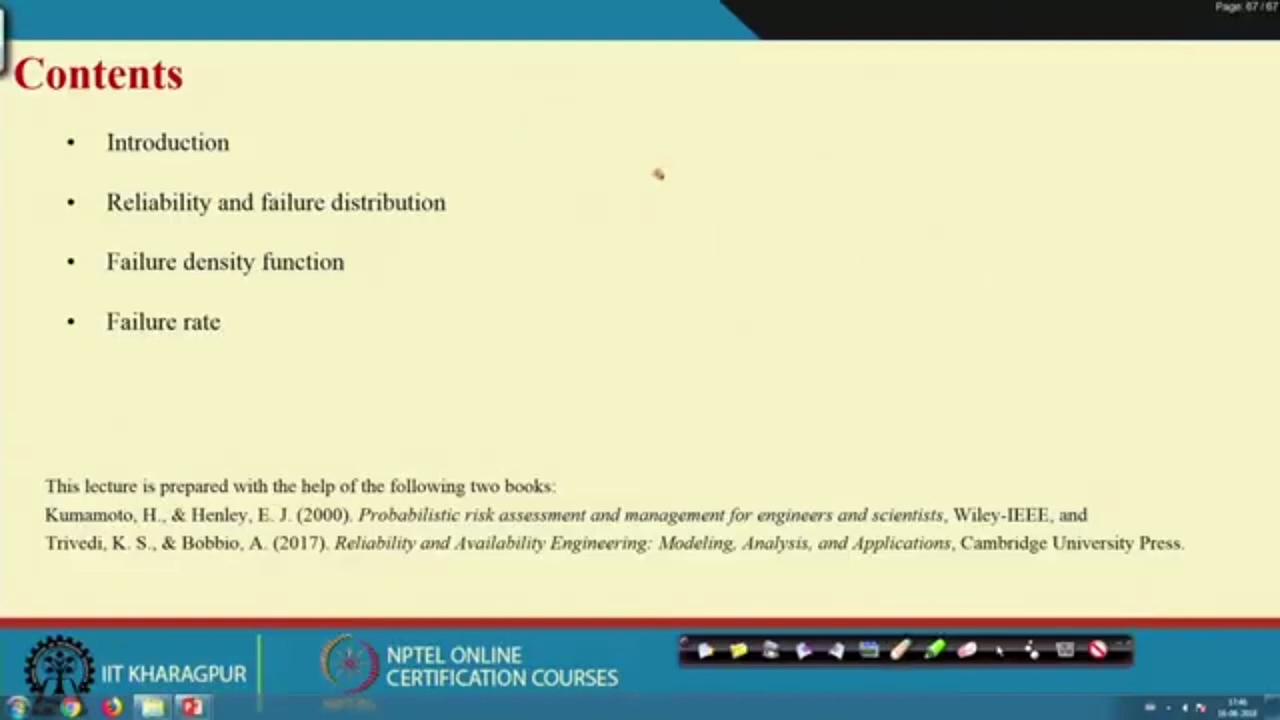 Page: 67 / 67
Contents
• Introduction
• Reliability and failure distribution
• Failure density function
• Failure rate
This lecture is prepared with the help of the following two books:
Kumamoto, H., & Henley, E. J. (2000). Probabilistic risk assessment and management for engineers and scientists, Wiley-IEEE, and
Trivedi, K. S., & Bobbio, A. (2017). Reliability and Availability Engineering: Modeling, Analysis, and Applications, Cambridge University Press.
IIT KHARAGPUR
NPTEL ONLINE
CERTIFICATION COURSES